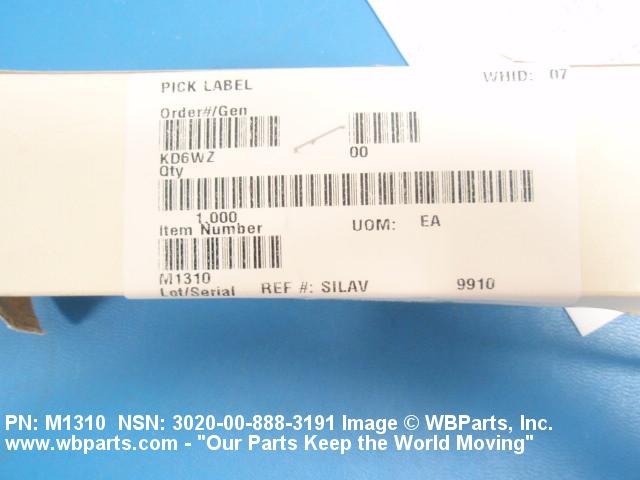 PICK LABEL WHID: 07
Order#/Gen
KD6WZ 00
Qty
1,000
Item Number UOM: EA
M1310
Lot/Serial REF #: SILAV 9910
PN: M1310 NSN: 3020-00-888-3191 Image © WBParts, Inc.
www.wbparts.com - "Our Parts Keep the World Moving"